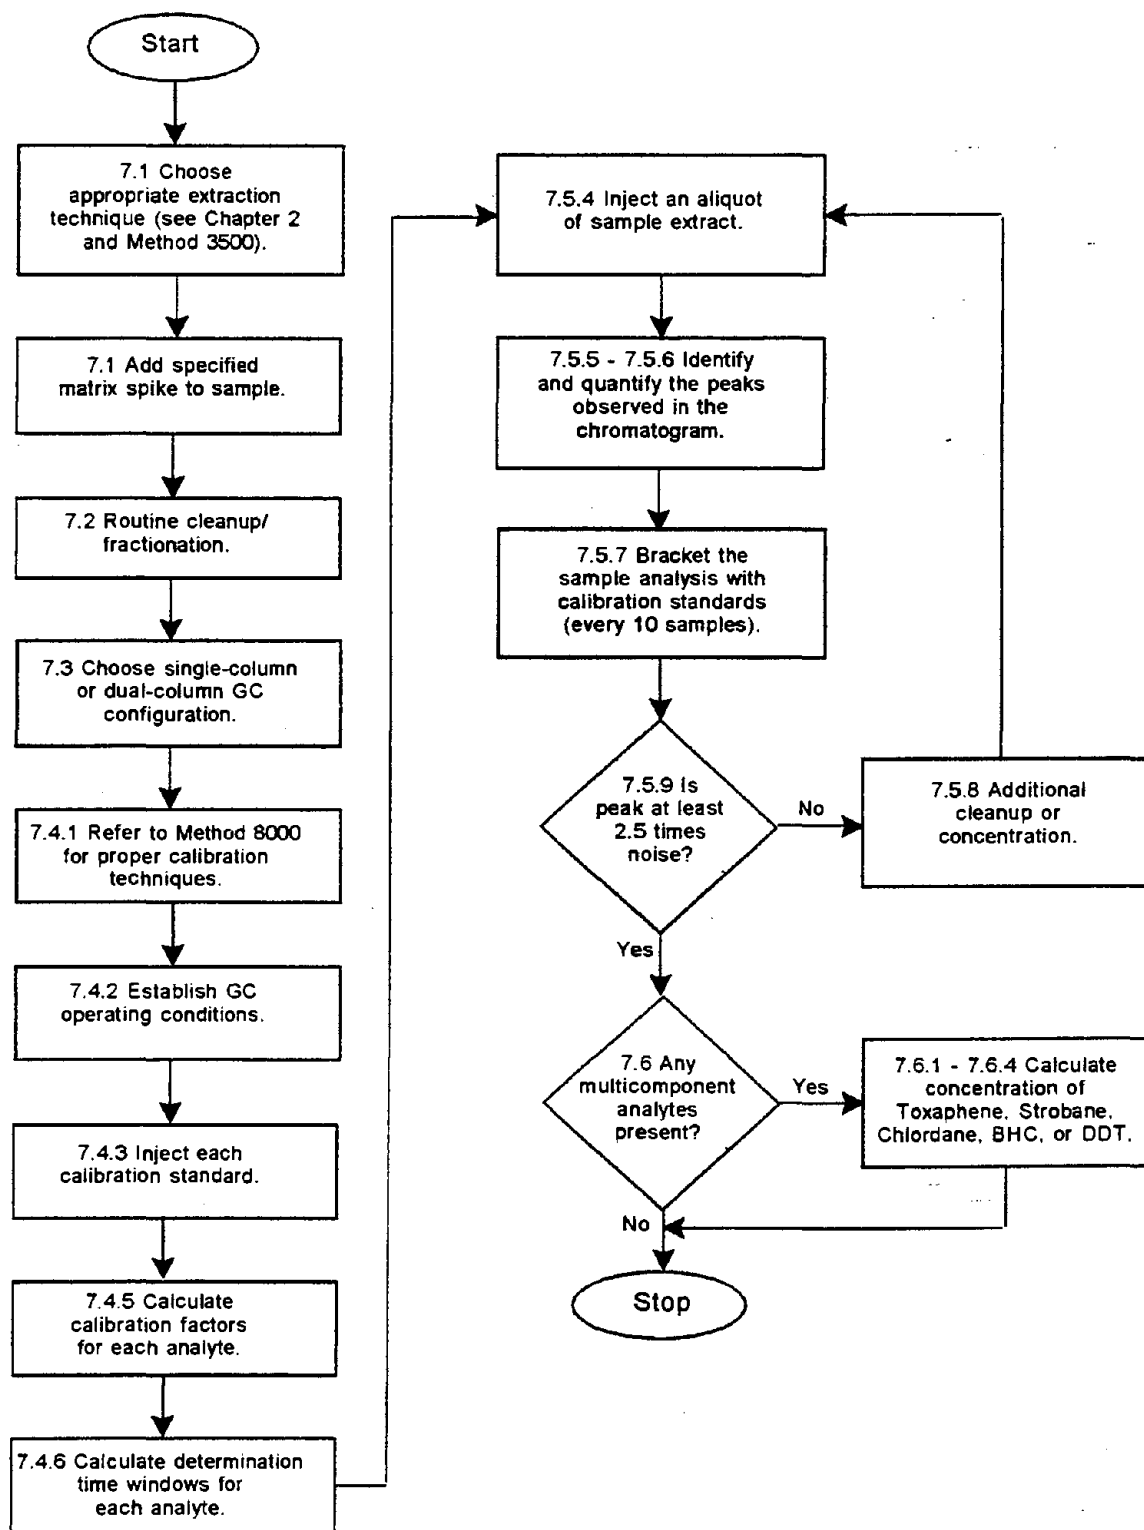 Start
7.1 Choose
appropriate extraction
technique (see Chapter 2
and Method 3500).
7.1 Add specified
matrix spike to sample.
7.2 Routine cleanup/
fractionation.
7.3 Choose single-column
or dual-column GC
configuration.
7.4.1 Refer to Method 8000
for proper calibration
techniques.
7.4.2 Establish GC
operating conditions.
7.4.3 Inject each
calibration standard.
7.4.5 Calculate
calibration factors
for each analyte.
7.4.6 Calculate determination
time windows for
each analyte.
7.5.4 Inject an aliquot
of sample extract.
7.5.5 - 7.5.6 Identify
and quantify the peaks
observed in the
chromatogram.
7.5.7 Bracket the
sample analysis with
calibration standards
(every 10 samples).
7.5.9 Is
peak at least
2.5 times
noise?
No
7.5.8 Additional
cleanup or
concentration.
Yes
7.6 Any
multicomponent
analytes
present?
Yes
7.6.1 - 7.6.4 Calculate
concentration of
Toxaphene, Strobane,
Chlordane, BHC, or DDT.
No
Stop